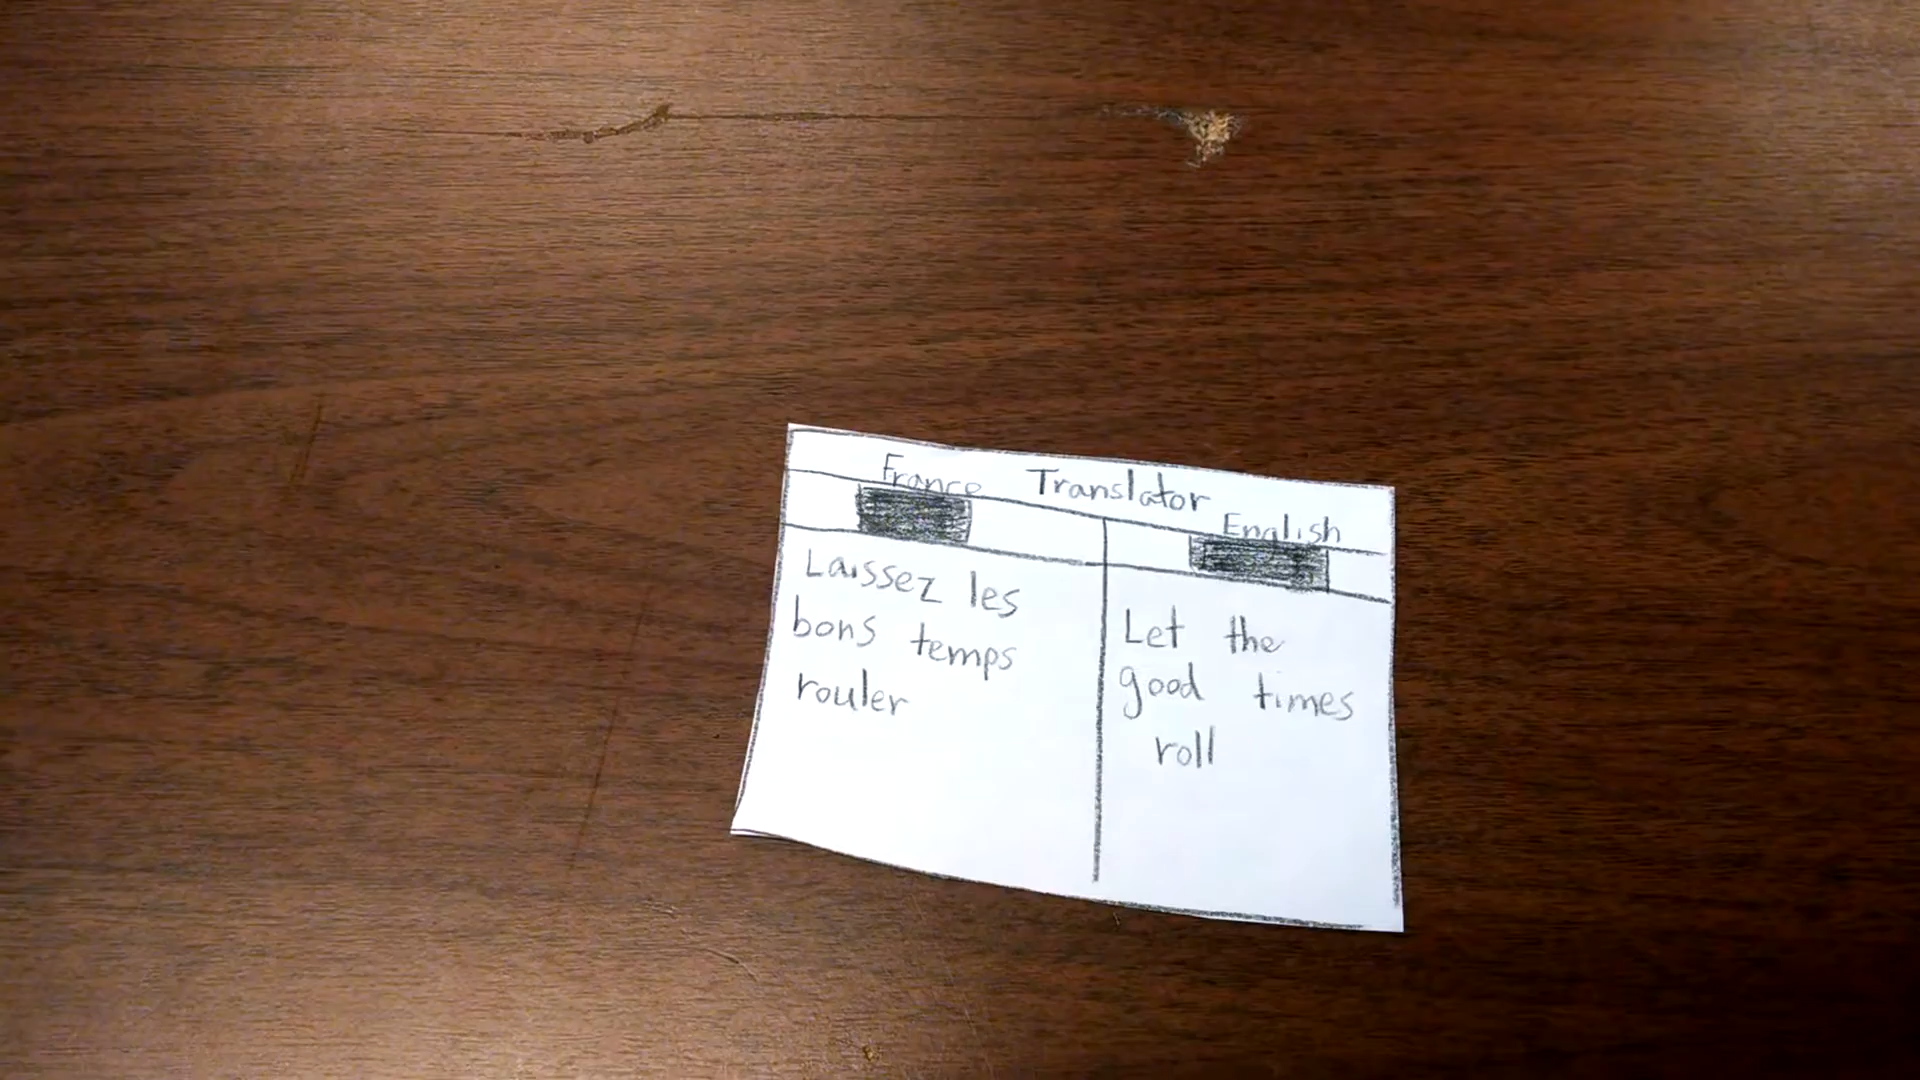 Translator
France
Laissez les
bons temps
rouler
English
Let the
good times
roll